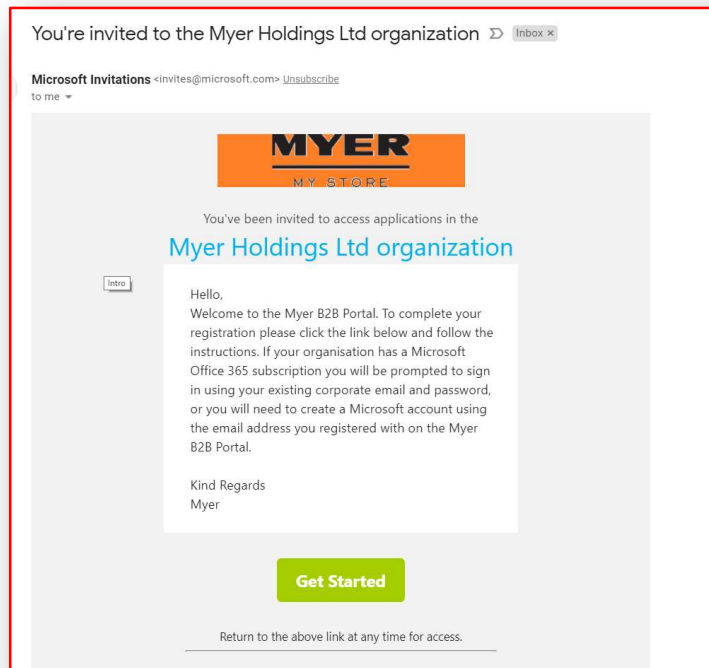 You're invited to the Myer Holdings Ltd organization Inbox ×
Microsoft Invitations <invites@microsoft.com> Unsubscribe
to me
MYER
MY STORE
You've been invited to access applications in the
Myer Holdings Ltd organization
Intro
Hello,
Welcome to the Myer B2B Portal. To complete your
registration please click the link below and follow the
instructions. If your organisation has a Microsoft
Office 365 subscription you will be prompted to sign
in using your existing corporate email and password,
or you will need to create a Microsoft account using
the email address you registered with on the Myer
B2B Portal.
Kind Regards
Myer
Get Started
Return to the above link at any time for access.